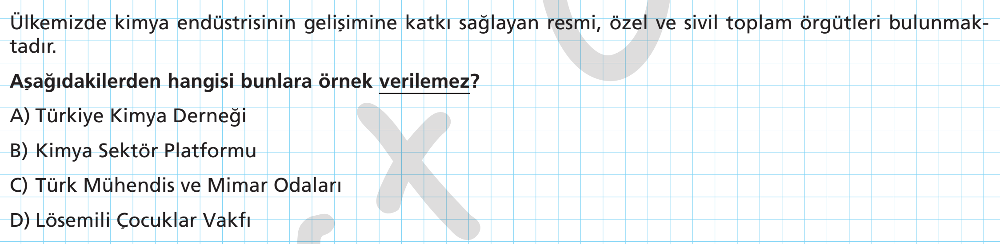 Ülkemizde kimya endüstrisinin gelişimine katkı sağlayan resmi, özel ve sivil toplam örgütleri bulunmak-
tadır.
Aşağıdakilerden hangisi bunlara örnek verilemez?
A) Türkiye Kimya Derneği
B) Kimya Sektör Platformu
C) Türk Mühendis ve Mimar Odaları
D) Lösemili Çocuklar Vakfı